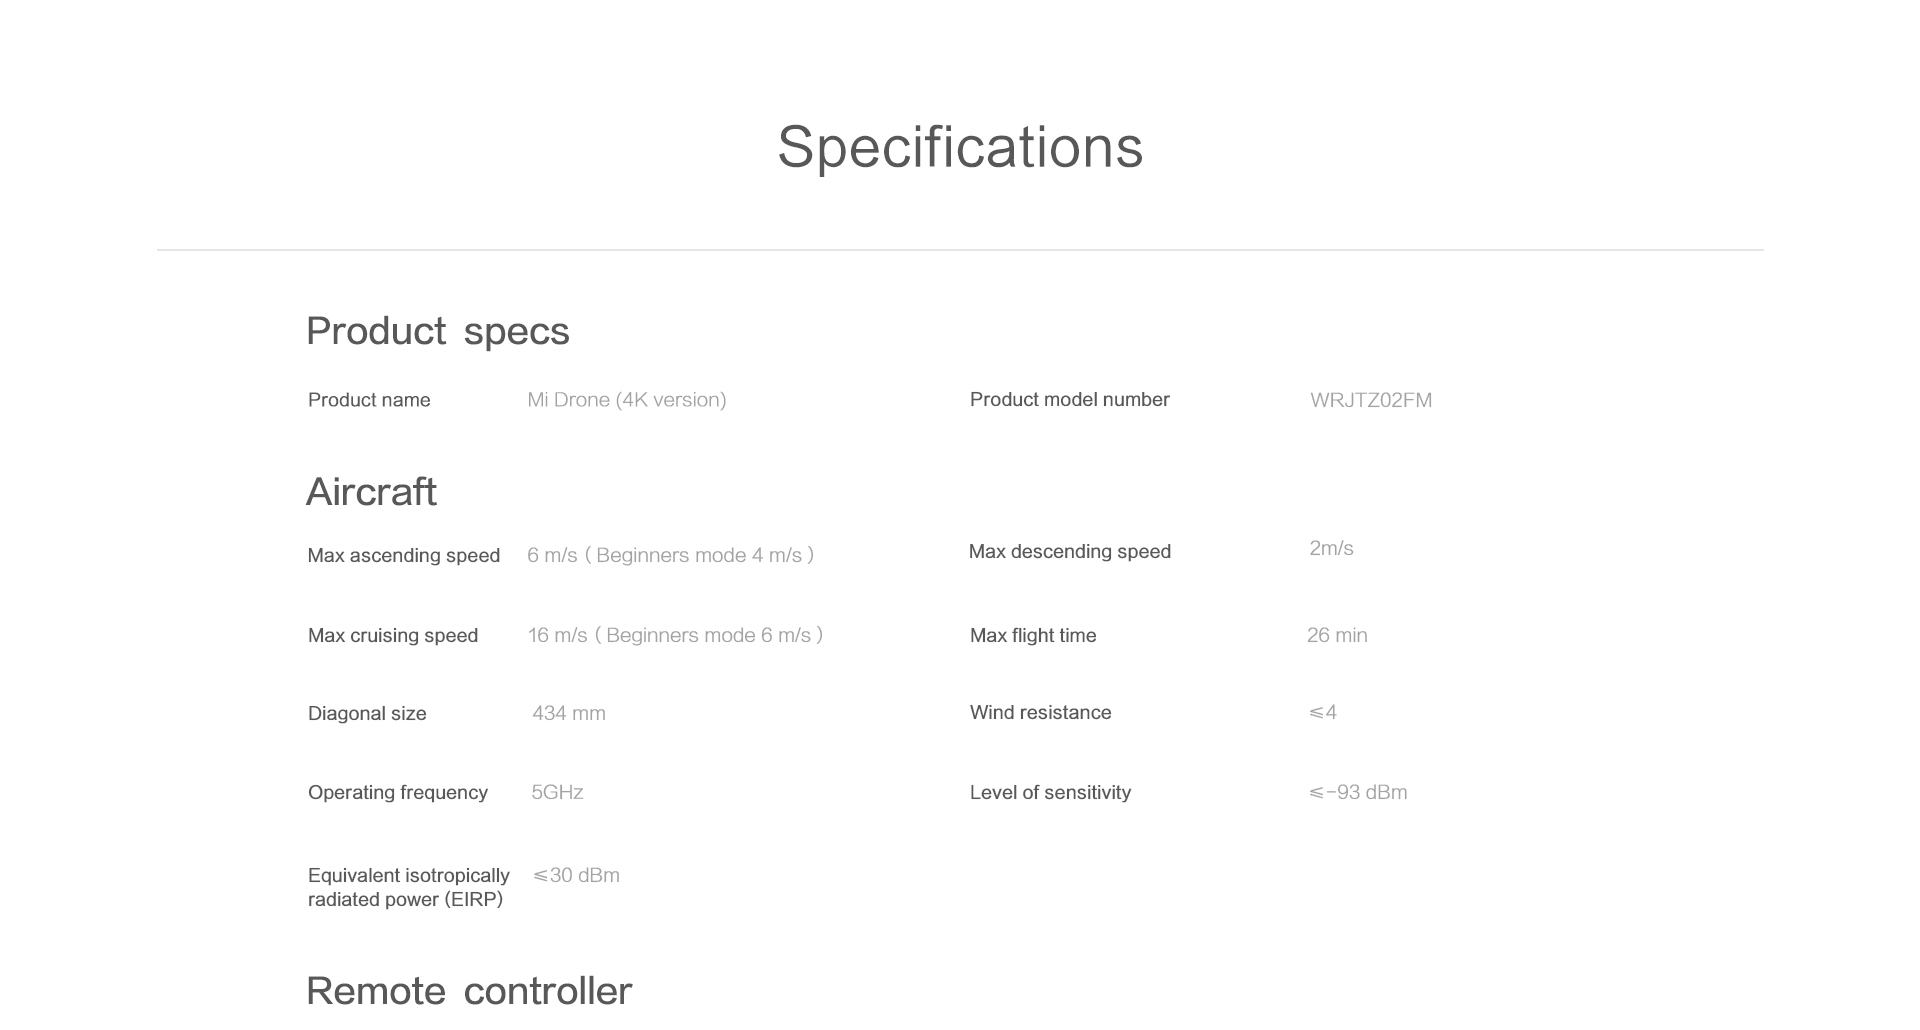 Specifications
Product specs
Product name Mi Drone (4K version) Product model number WRJTZ02FM
Aircraft
Max ascending speed 6 m/s ( Beginners mode 4 m/s ) Max descending speed 2m/s
Max cruising speed 16 m/s ( Beginners mode 6 m/s ) Max flight time 26 min
Diagonal size 434 mm Wind resistance ⩽4
Operating frequency 5GHz Level of sensitivity ⩽-93 dBm
Equivalent isotropically ⩽30 dBm
radiated power (EIRP)
Remote controller